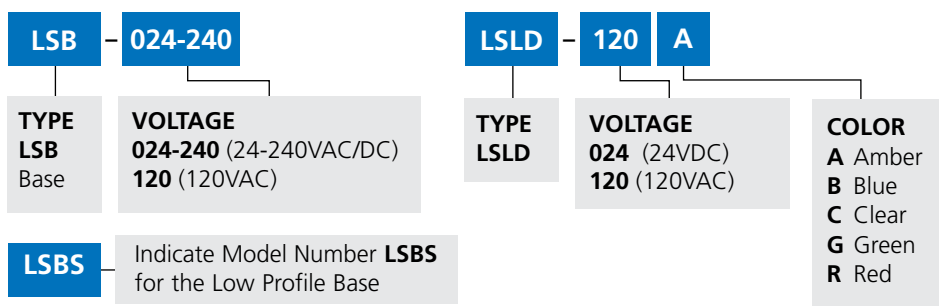 LSB – 024-240
TYPE
LSB
Base
VOLTAGE
024-240 (24-240VAC/DC)
120 (120VAC)
LSBS
Indicate Model Number LSBS
for the Low Profile Base
LSLD – 120 A
TYPE
LSLD
VOLTAGE
024 (24VDC)
120 (120VAC)
COLOR
A Amber
B Blue
C Clear
G Green
R Red